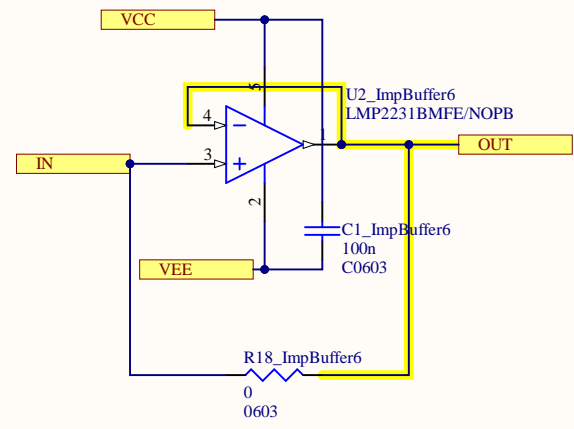 VCC
5
U2_ImpBuffer6
LMP2231BMFE/NOPB
4
1
OUT
3
IN
2
C1_ImpBuffer6
100n
C0603
VEE
R18_ImpBuffer6
0
0603